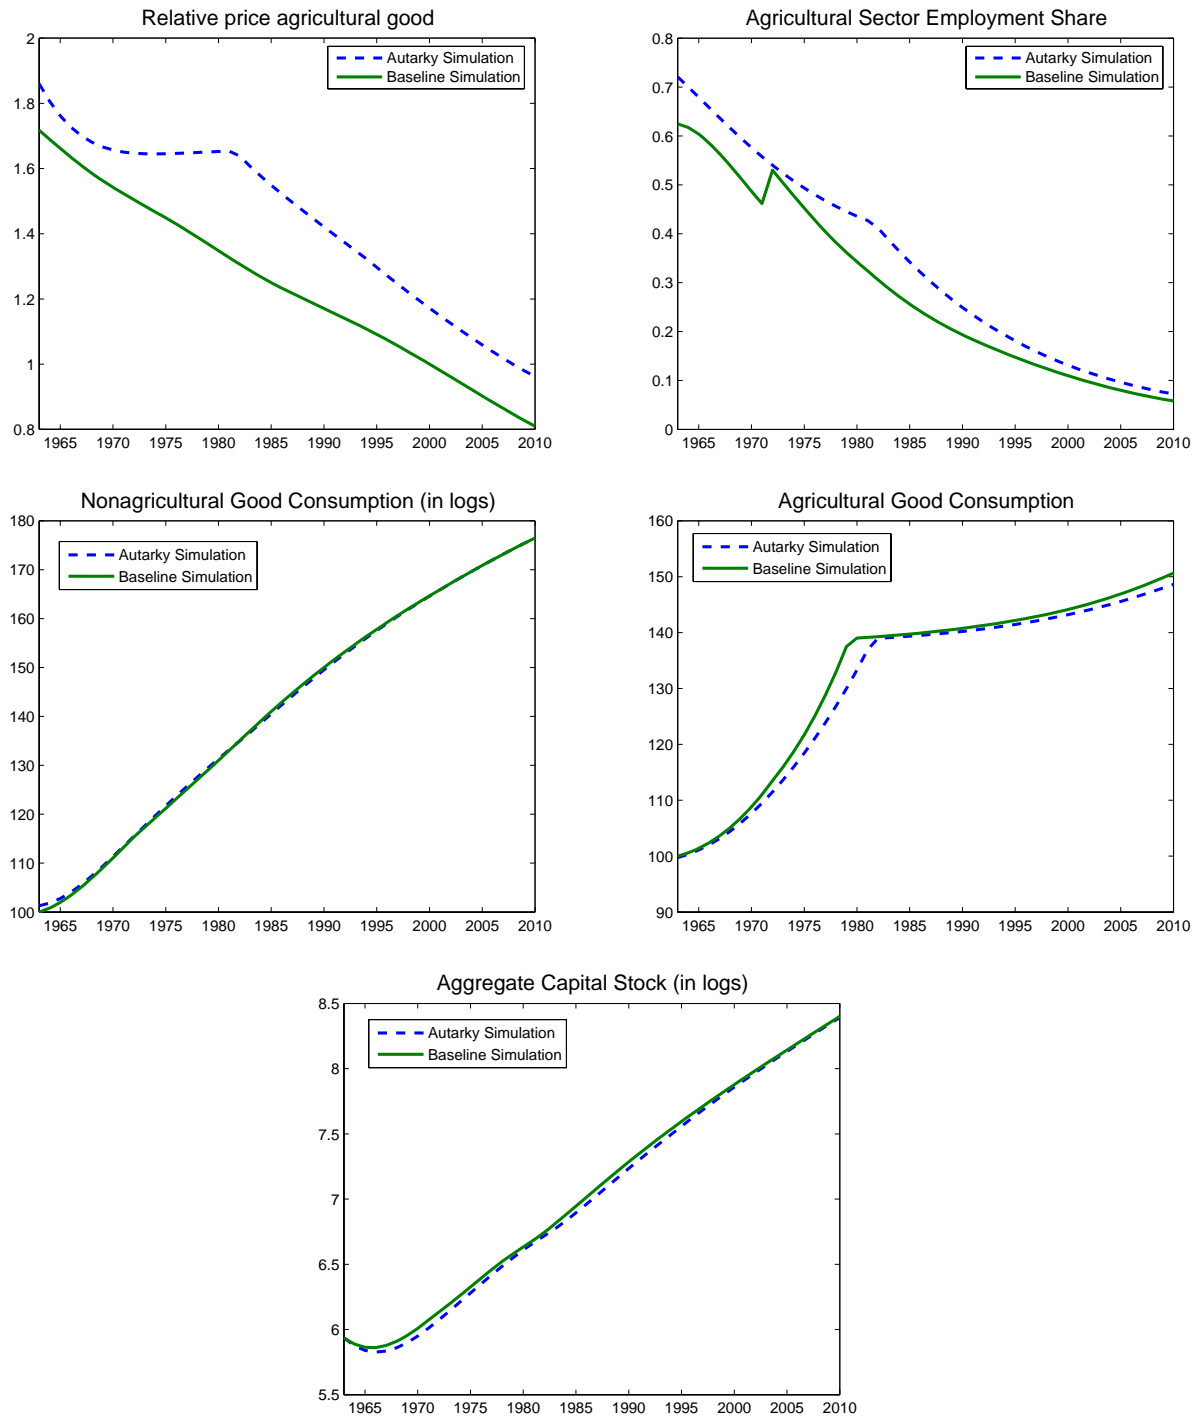 Relative price agricultural good
2
1.8
1.6
1.4
1.2
1
0.8
1965 1970 1975 1980 1985 1990 1995 2000 2005 2010
Autarky Simulation
Baseline Simulation
Agricultural Sector Employment Share
0.8
0.7
0.6
0.5
0.4
0.3
0.2
0.1
0
1965 1970 1975 1980 1985 1990 1995 2000 2005 2010
Autarky Simulation
Baseline Simulation
Nonagricultural Good Consumption (in logs)
180
170
160
150
140
130
120
110
100
1965 1970 1975 1980 1985 1990 1995 2000 2005 2010
Autarky Simulation
Baseline Simulation
Agricultural Good Consumption
160
150
140
130
120
110
100
90
1965 1970 1975 1980 1985 1990 1995 2000 2005 2010
Autarky Simulation
Baseline Simulation
Aggregate Capital Stock (in logs)
8.5
8
7.5
7
6.5
6
5.5
1965 1970 1975 1980 1985 1990 1995 2000 2005 2010
Autarky Simulation
Baseline Simulation